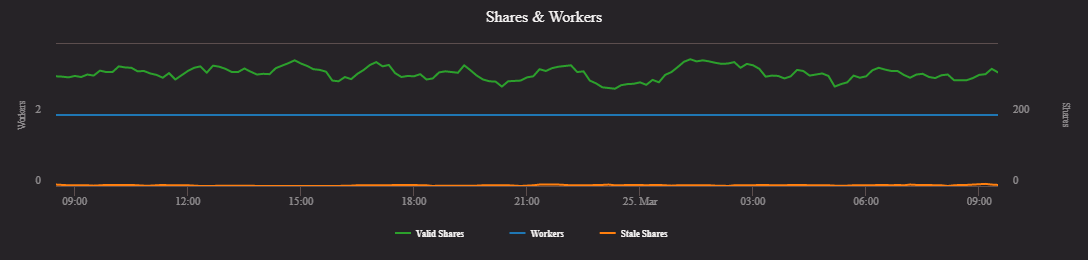 Shares & Workers
Workers
2
0
200
0
Shares
09:00
12:00
15:00
18:00
21:00
25. Mar
03:00
06:00
09:00
Valid Shares
Workers
Stale Shares